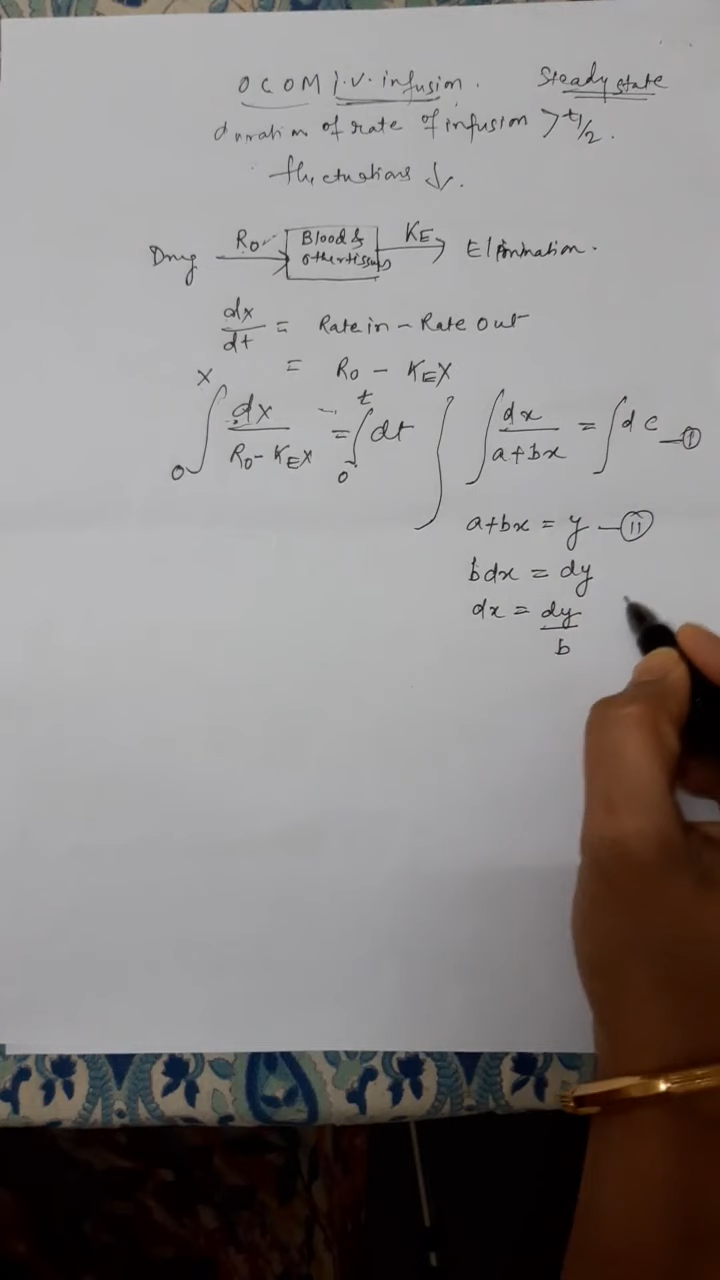 OCOM I.V. infusion. Steady state
duration of rate of infusion > t1/2.
fluctuations ↓.
Drug R0 → Blood & other tissues KE → Elimination.
dx/dt = Rate in - Rate out
= R0 - KEX
∫₀ˣ dx/(R0 - KEX) = ∫₀ᵗ dt
∫ dx/(a+bx) = ∫ dc — (i)
a+bx = y — (ii)
bdx = dy
dx = dy/b